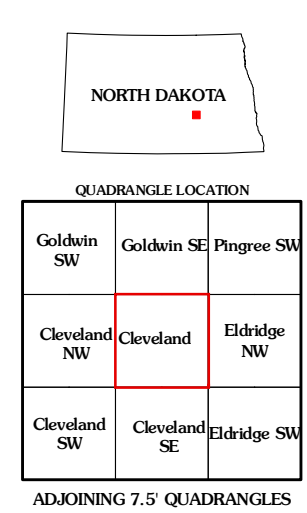 NORTH DAKOTA
QUADRANGLE LOCATION
Goldwin
SW
Goldwin SE
Pingree SW
Cleveland
NW
Cleveland
Eldridge
NW
Cleveland
SW
Cleveland
SE
Eldridge SW
ADJOINING 7.5' QUADRANGLES